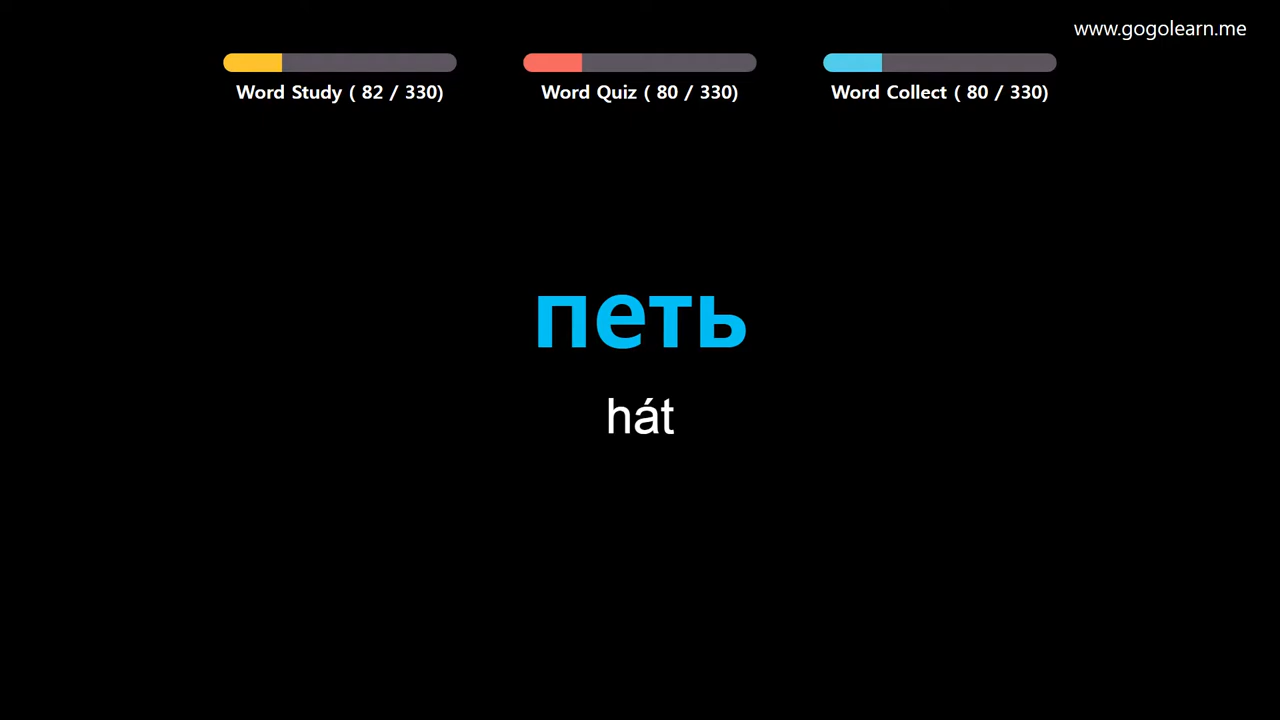 www.gogolearn.me
Word Study ( 82 / 330)
Word Quiz ( 80 / 330)
Word Collect ( 80 / 330)
петь
hát